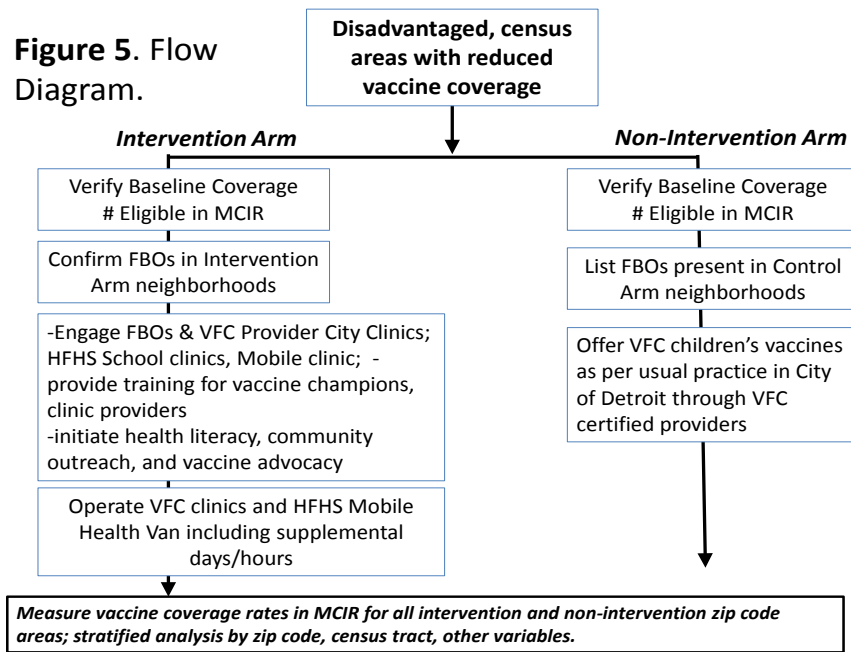 Figure 5. Flow
Diagram.
Disadvantaged, census
areas with reduced
vaccine coverage
Intervention Arm
Non-Intervention Arm
Verify Baseline Coverage
# Eligible in MCIR
Confirm FBOs in Intervention
Arm neighborhoods
-Engage FBOs & VFC Provider City Clinics;
HFHS School clinics, Mobile clinic;  -
provide training for vaccine champions,
clinic providers
-initiate health literacy, community
outreach, and vaccine advocacy
Operate VFC clinics and HFHS Mobile
Health Van including supplemental
days/hours
Verify Baseline Coverage
# Eligible in MCIR
List FBOs present in Control
Arm neighborhoods
Offer VFC children’s vaccines
as per usual practice in City
of Detroit through VFC
certified providers
Measure vaccine coverage rates in MCIR for all intervention and non-intervention zip code
areas; stratified analysis by zip code, census tract, other variables.